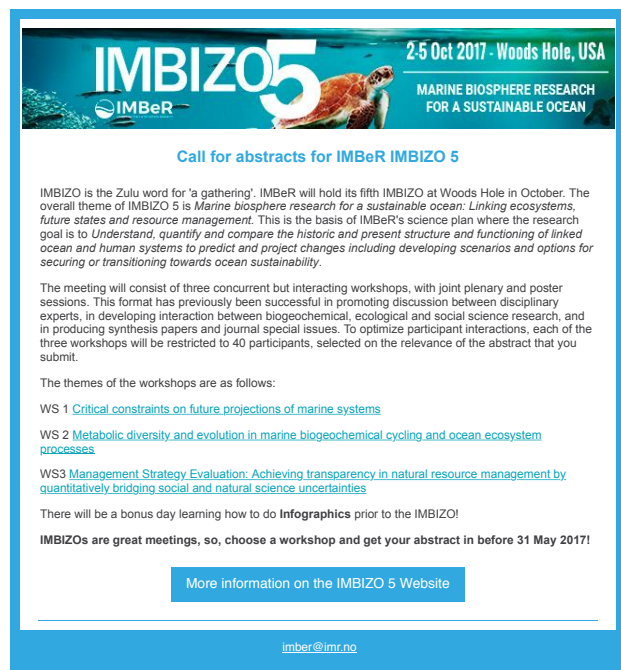 IMBIZO5
IMBeR
2-5 Oct 2017 - Woods Hole, USA
MARINE BIOSPHERE RESEARCH
FOR A SUSTAINABLE OCEAN
Call for abstracts for IMBeR IMBIZO 5
IMBIZO is the Zulu word for 'a gathering'. IMBeR will hold its fifth IMBIZO at Woods Hole in October. The
overall theme of IMBIZO 5 is Marine biosphere research for a sustainable ocean: Linking ecosystems,
future states and resource management. This is the basis of IMBeR's science plan where the research
goal is to Understand, quantify and compare the historic and present structure and functioning of linked
ocean and human systems to predict and project changes including developing scenarios and options for
securing or transitioning towards ocean sustainability.
The meeting will consist of three concurrent but interacting workshops, with joint plenary and poster
sessions. This format has previously been successful in promoting discussion between disciplinary
experts, in developing interaction between biogeochemical, ecological and social science research, and
in producing synthesis papers and journal special issues. To optimize participant interactions, each of the
three workshops will be restricted to 40 participants, selected on the relevance of the abstract that you
submit.
The themes of the workshops are as follows:
WS 1 Critical constraints on future projections of marine systems
WS 2 Metabolic diversity and evolution in marine biogeochemical cycling and ocean ecosystem
processes
WS3 Management Strategy Evaluation: Achieving transparency in natural resource management by
quantitatively bridging social and natural science uncertainties
There will be a bonus day learning how to do Infographics prior to the IMBIZO!
IMBIZOs are great meetings, so, choose a workshop and get your abstract in before 31 May 2017!
More information on the IMBIZO 5 Website
imber@imr.no